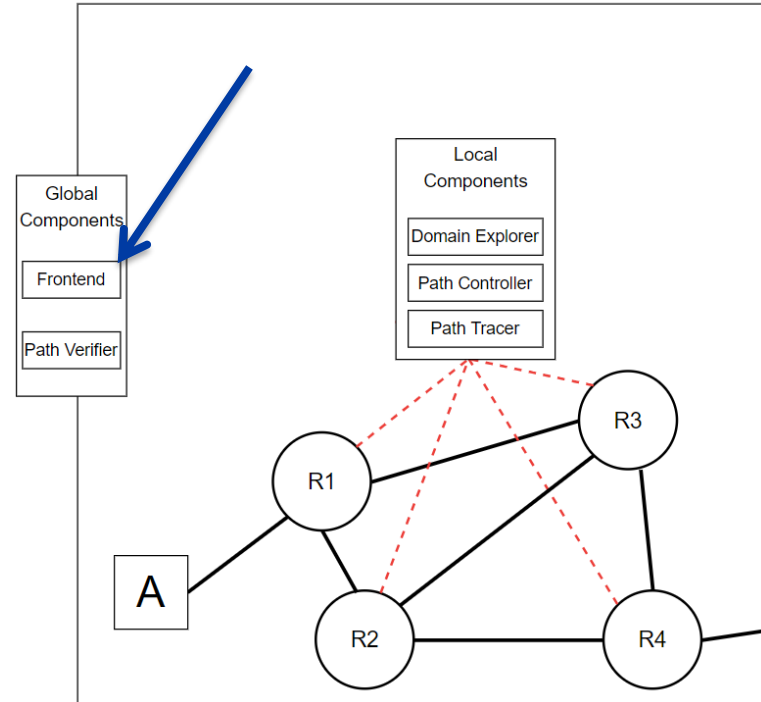 Global
Components
Frontend
Path Verifier
Local
Components
Domain Explorer
Path Controller
Path Tracer
R3
R1
A
R2
R4